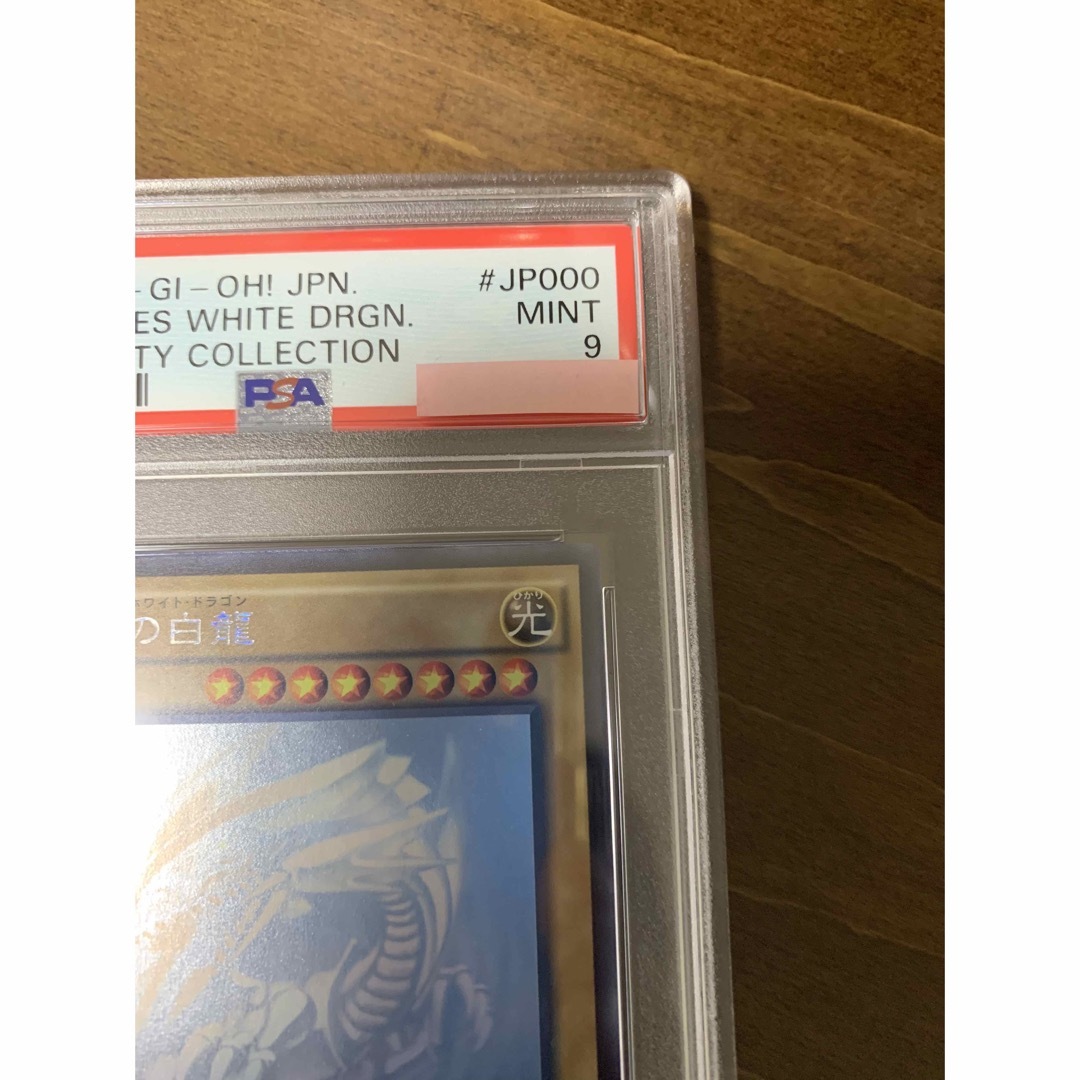 -GI-OH! JPN. #JP000
ES WHITE DRGN. MINT
TY COLLECTION 9
PSA
ワイト・ドラゴン
の白龍
ひかり
光